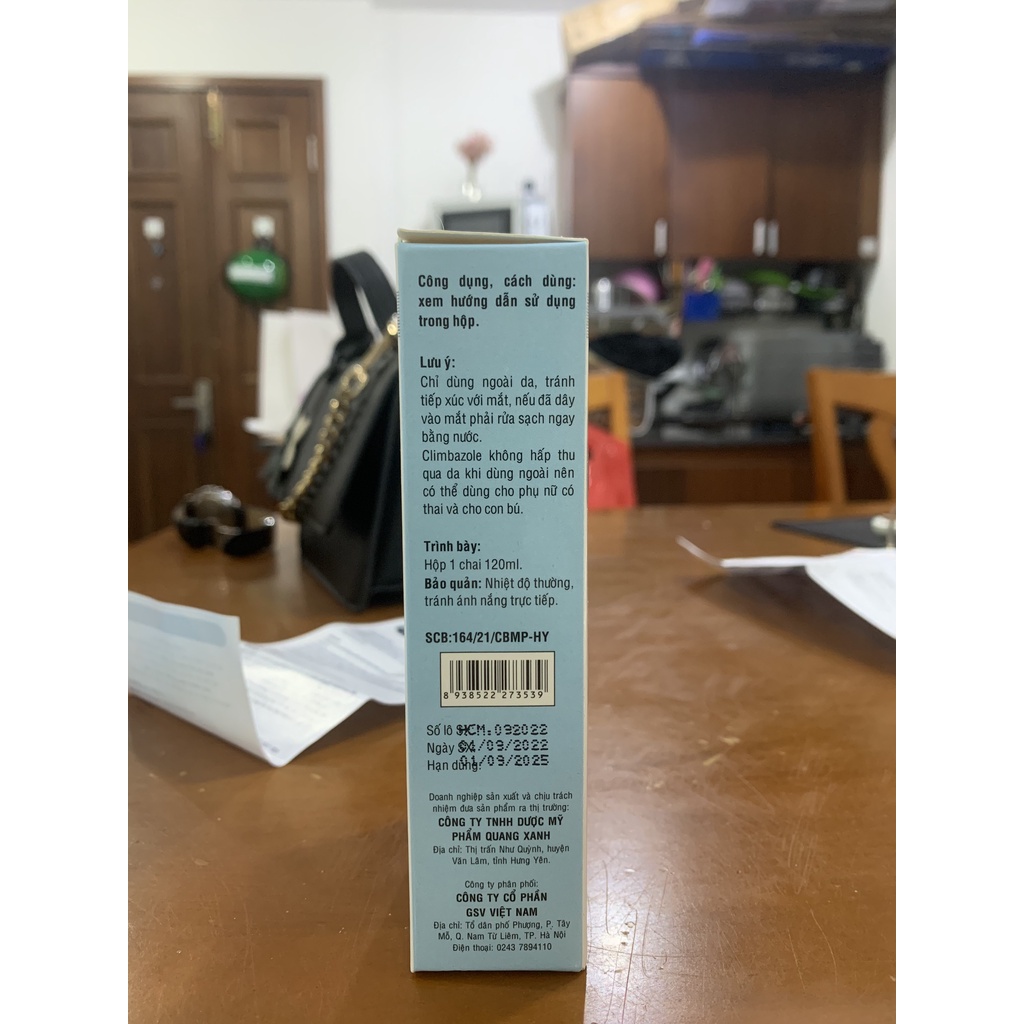 Công dụng, cách dùng:
xem hướng dẫn sử dụng
trong hộp.
Lưu ý:
Chỉ dùng ngoài da, tránh
tiếp xúc với mắt, nếu đã dây
vào mắt phải rửa sạch ngay
bằng nước.
Climbazole không hấp thu
qua da khi dùng ngoài nên
có thể dùng cho phụ nữ có
thai và cho con bú.
Trình bày:
Hộp 1 chai 120ml.
Bảo quản: Nhiệt độ thường,
tránh ánh nắng trực tiếp.
SCB:164/21/CBMP-HY
8 938522 273539
Số lô HCM.092022
Ngày SX: 01/09/2022
Hạn dùng: 01/09/2025
Doanh nghiệp sản xuất và chịu trách
nhiệm đưa sản phẩm ra thị trường:
CÔNG TY TNHH DƯỢC MỸ
PHẨM QUANG XANH
Địa chỉ: Thị trấn Như Quỳnh, huyện
Văn Lâm, tỉnh Hưng Yên.
Công ty phân phối:
CÔNG TY CỔ PHẦN
GSV VIỆT NAM
Địa chỉ: Tổ dân phố Phượng, P. Tây
Mỗ, Q. Nam Từ Liêm, TP. Hà Nội
Điện thoại: 0243 7894110